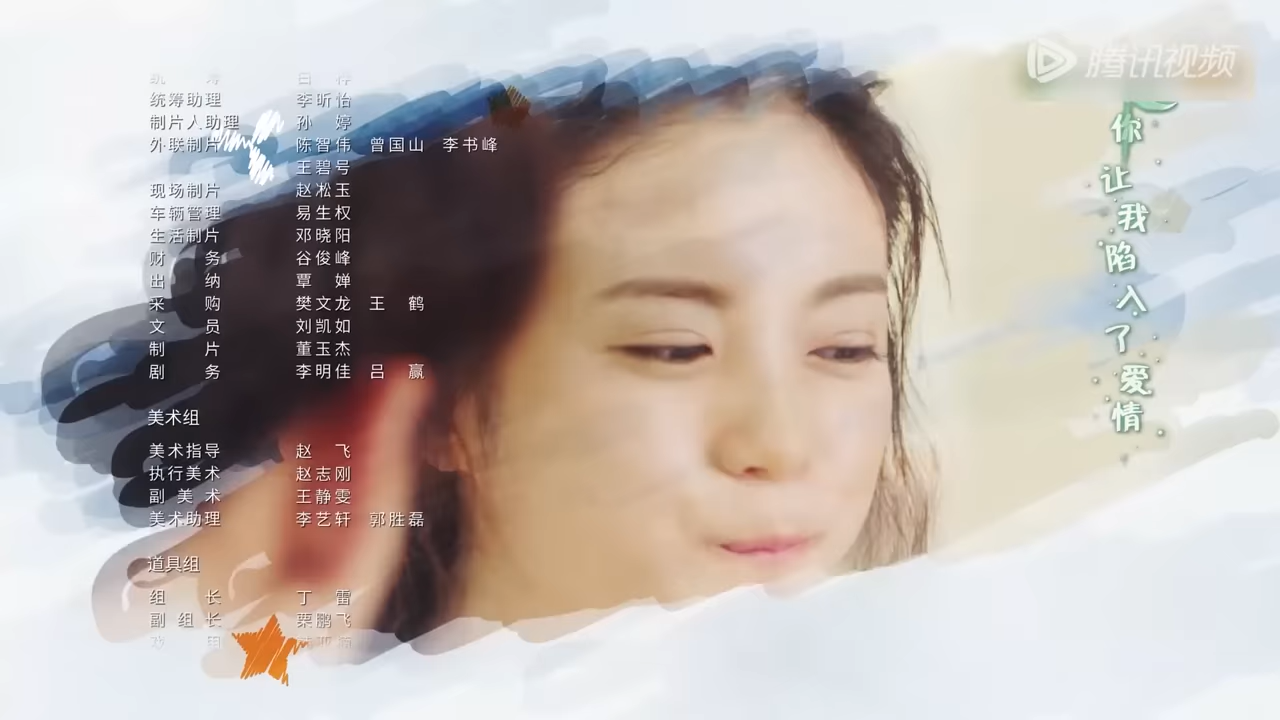 腾讯视频
统筹助理 李昕怡
制片人助理 孙婷
外联制片 陈智伟 曾国山 李书峰
王碧号
现场制片 赵凇玉
车辆管理 易生权
生活制片 邓晓阳
财务 谷俊峰
出纳 覃婵
采购 樊文龙 王鹤
文员 刘凯如
制片 董玉杰
剧务 李明佳 吕赢
美术组
美术指导 赵飞
执行美术 赵志刚
副美术 王静雯
美术助理 李艺轩 郭胜磊
道具组
组长 丁雷
副组长 栗鹏飞
你让我陷入了爱情